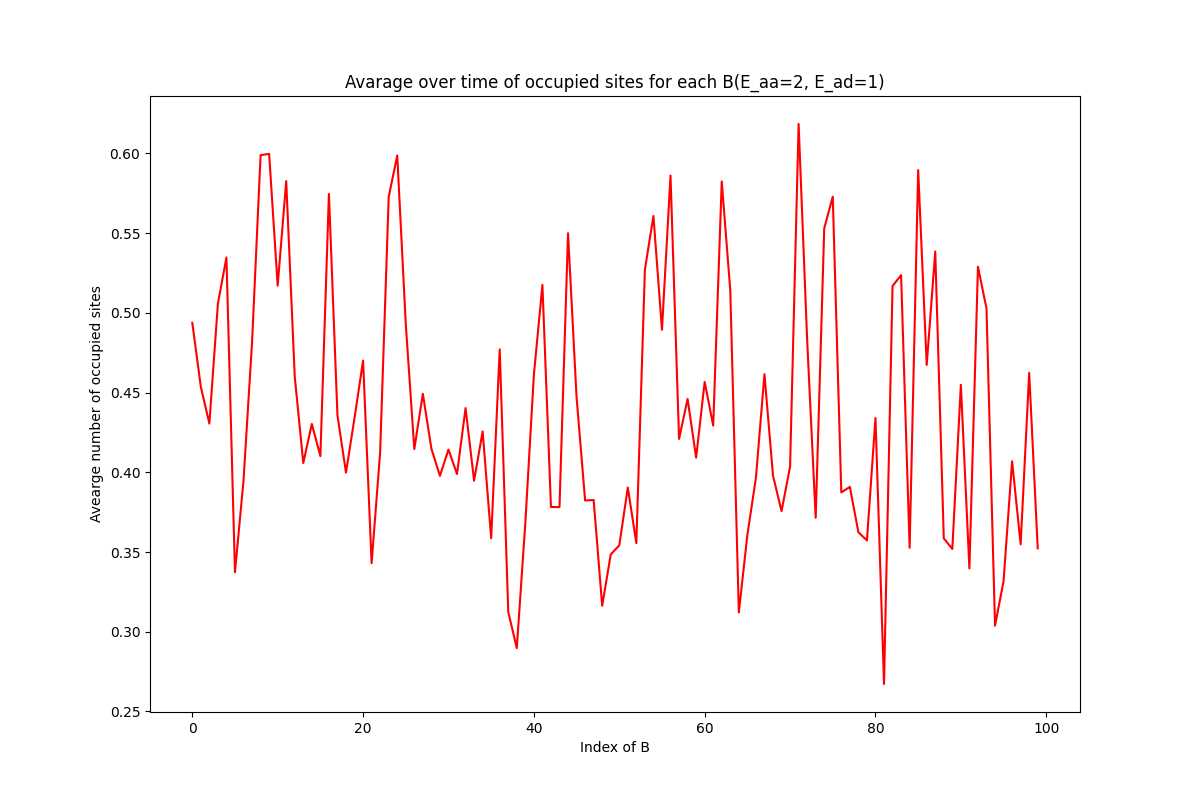 Avarage over time of occupied sites for each B(E_aa=2, E_ad=1)
Avearge number of occupied sites
0.60
0.55
0.50
0.45
0.40
0.35
0.30
0.25
0 20 40 60 80 100
Index of B